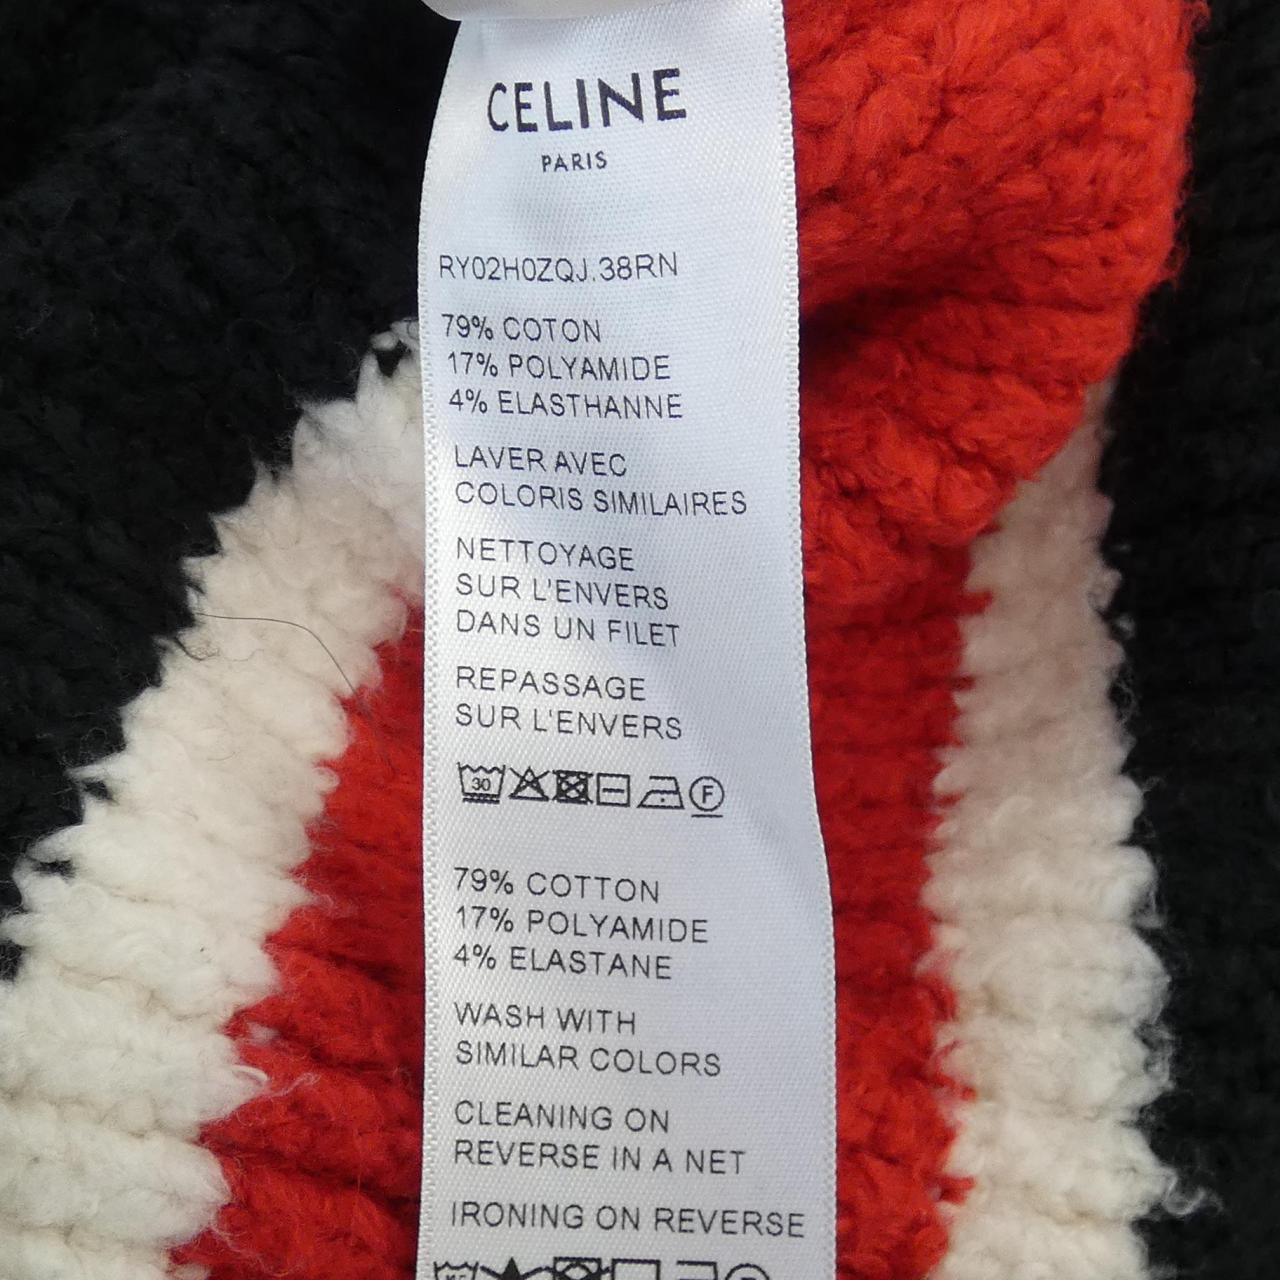 CELINE
PARIS
RY02H0ZQJ.38RN
79% COTON
17% POLYAMIDE
4% ELASTHANNE
LAVER AVEC
COLORIS SIMILAIRES
NETTOYAGE
SUR L'ENVERS
DANS UN FILET
REPASSAGE
SUR L'ENVERS
30 F
79% COTTON
17% POLYAMIDE
4% ELASTANE
WASH WITH
SIMILAR COLORS
CLEANING ON
REVERSE IN A NET
IRONING ON REVERSE